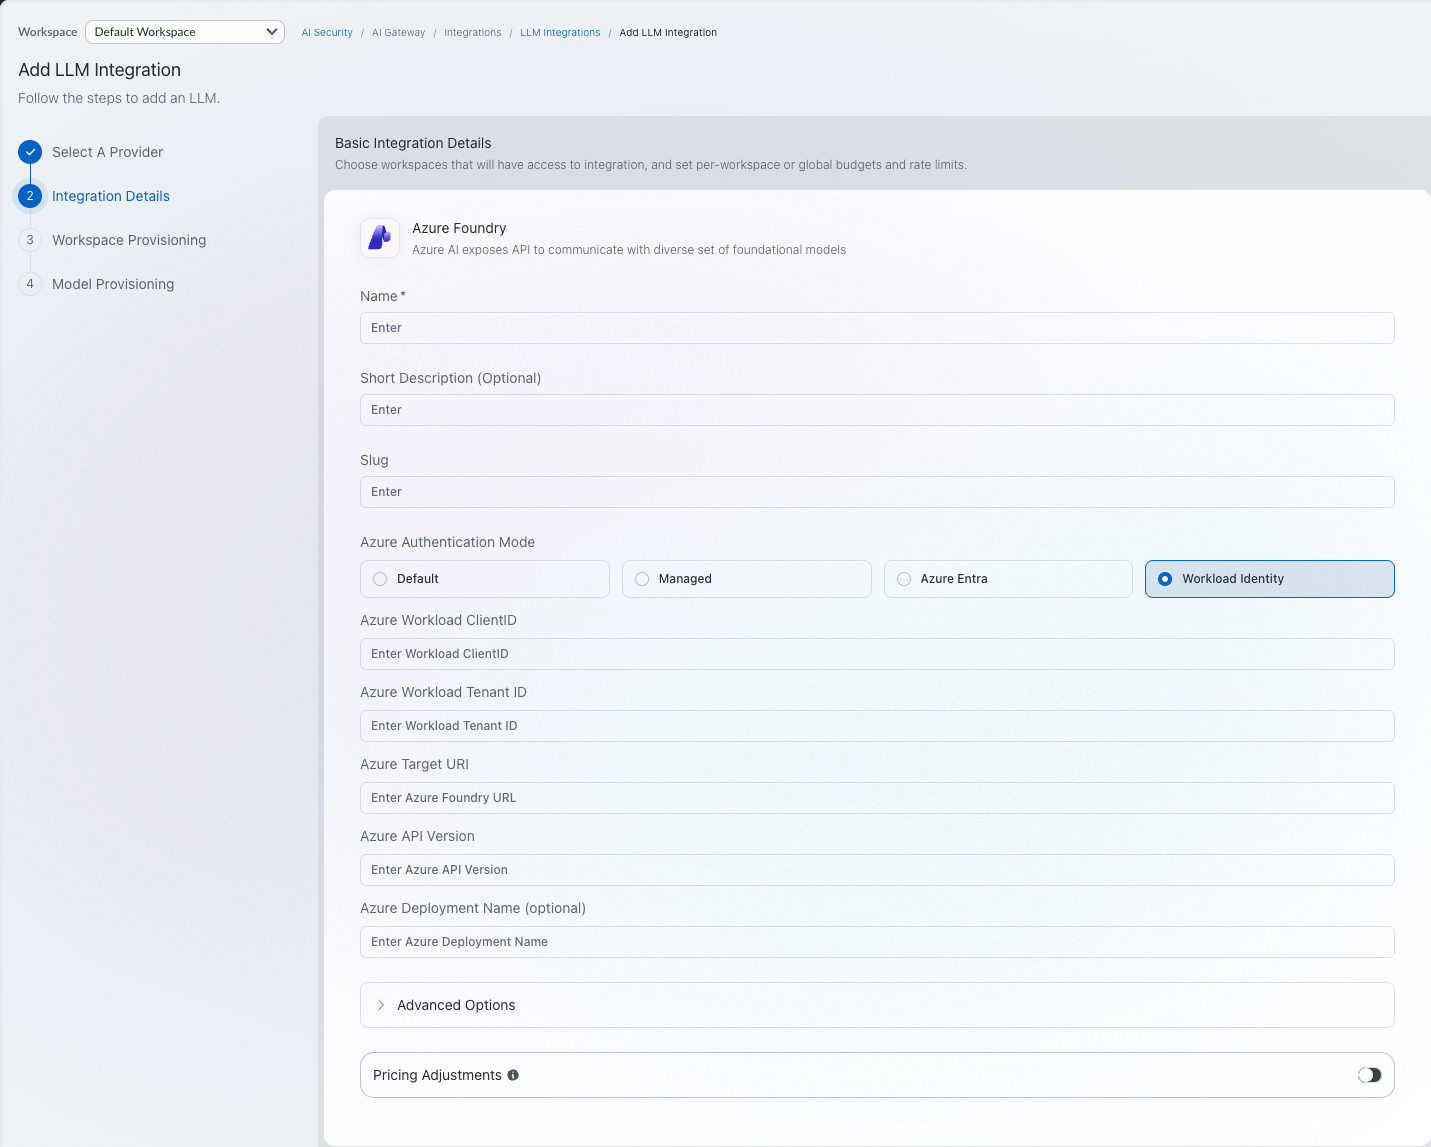 Workspace
Default Workspace
AI Security / AI Gateway / Integrations / LLM Integrations / Add LLM Integration
Add LLM Integration
Follow the steps to add an LLM.
Select A Provider
2 Integration Details
3 Workspace Provisioning
4 Model Provisioning
Basic Integration Details
Choose workspaces that will have access to integration, and set per-workspace or global budgets and rate limits.
Azure Foundry
Azure AI exposes API to communicate with diverse set of foundational models
Name *
Enter
Short Description (Optional)
Enter
Slug
Enter
Azure Authentication Mode
Default
Managed
Azure Entra
Workload Identity
Azure Workload ClientID
Enter Workload ClientID
Azure Workload Tenant ID
Enter Workload Tenant ID
Azure Target URI
Enter Azure Foundry URL
Azure API Version
Enter Azure API Version
Azure Deployment Name (optional)
Enter Azure Deployment Name
Advanced Options
Pricing Adjustments